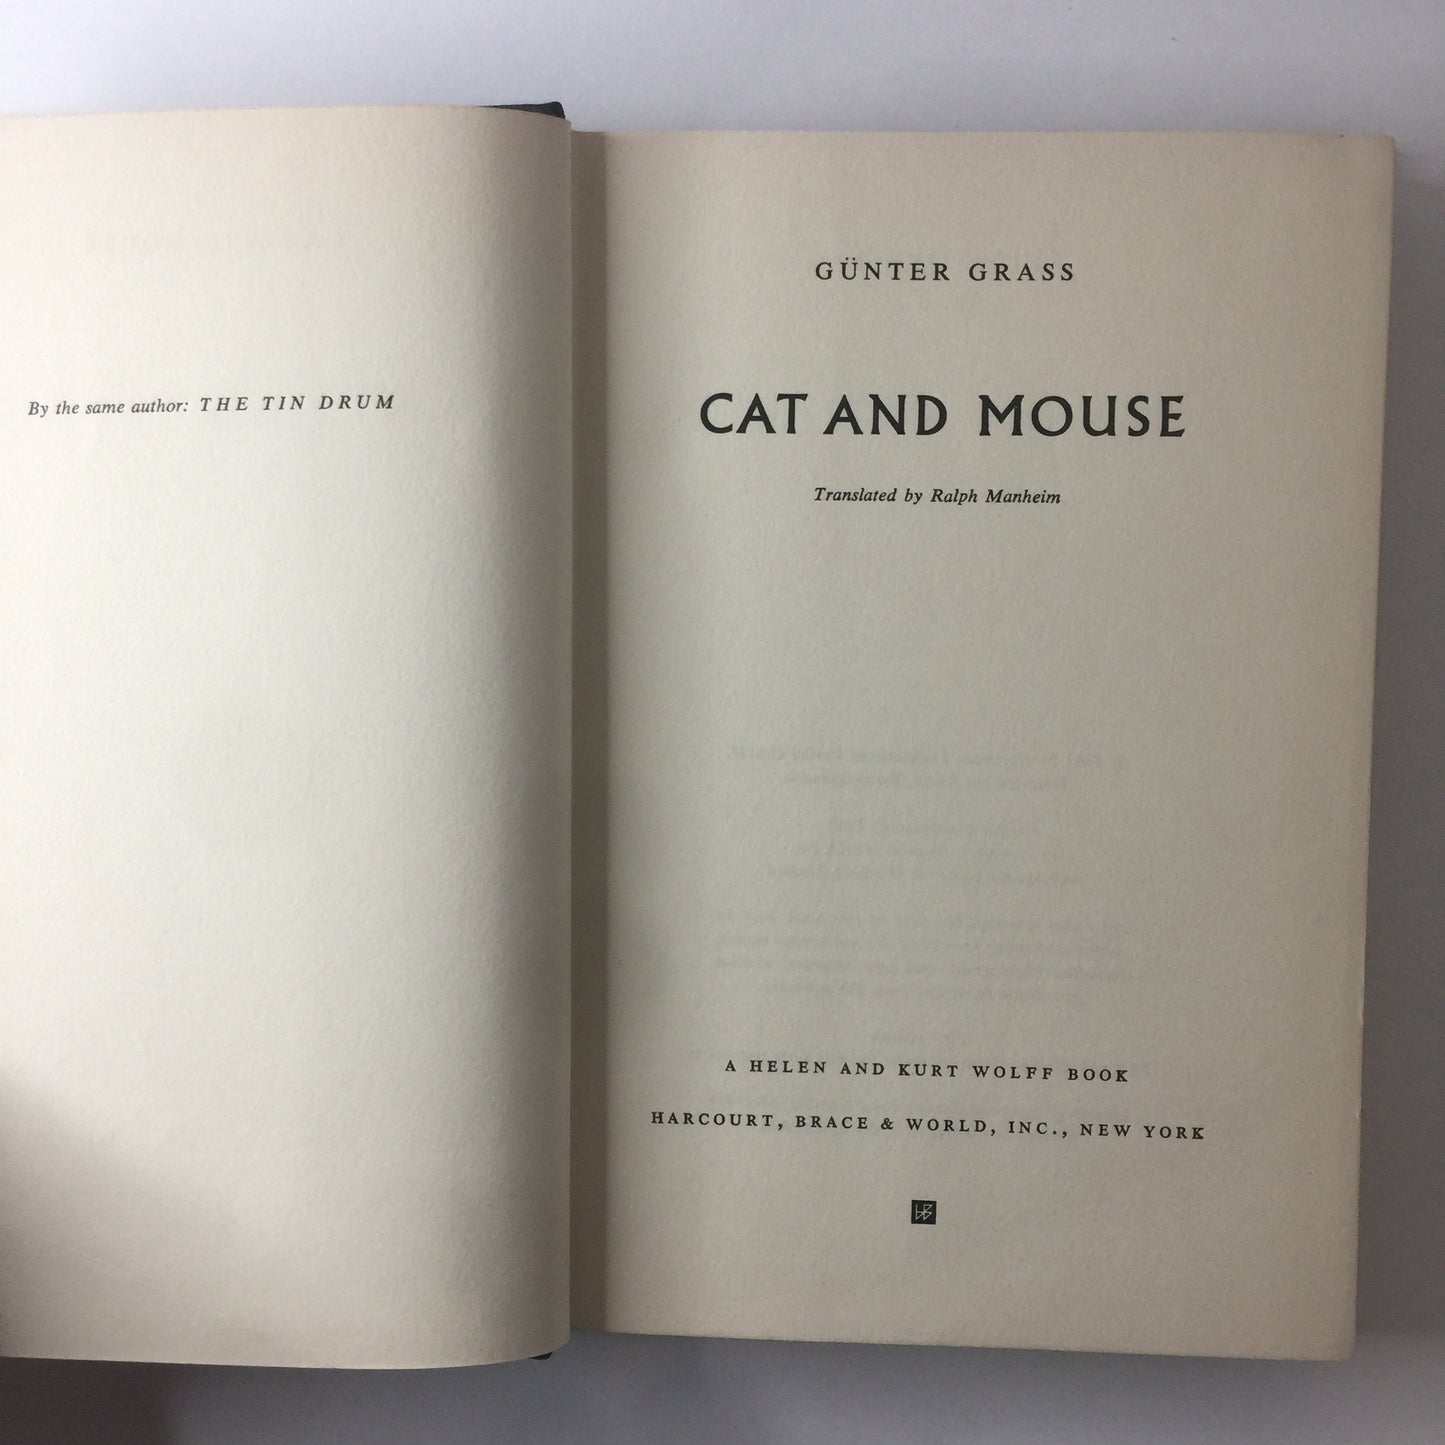 By the same author: THE TIN DRUM
GÜNTER GRASS
CAT AND MOUSE
Translated by Ralph Manheim
A HELEN AND KURT WOLFF BOOK
HARCOURT, BRACE & WORLD, INC., NEW YORK